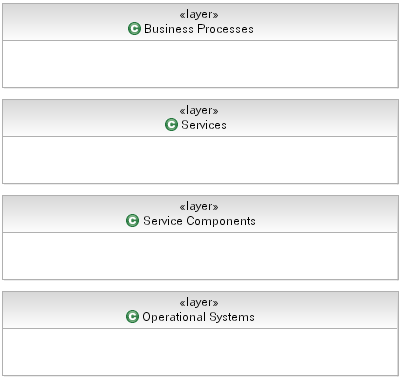 «layer»
C Business Processes
«layer»
C Services
«layer»
C Service Components
«layer»
C Operational Systems